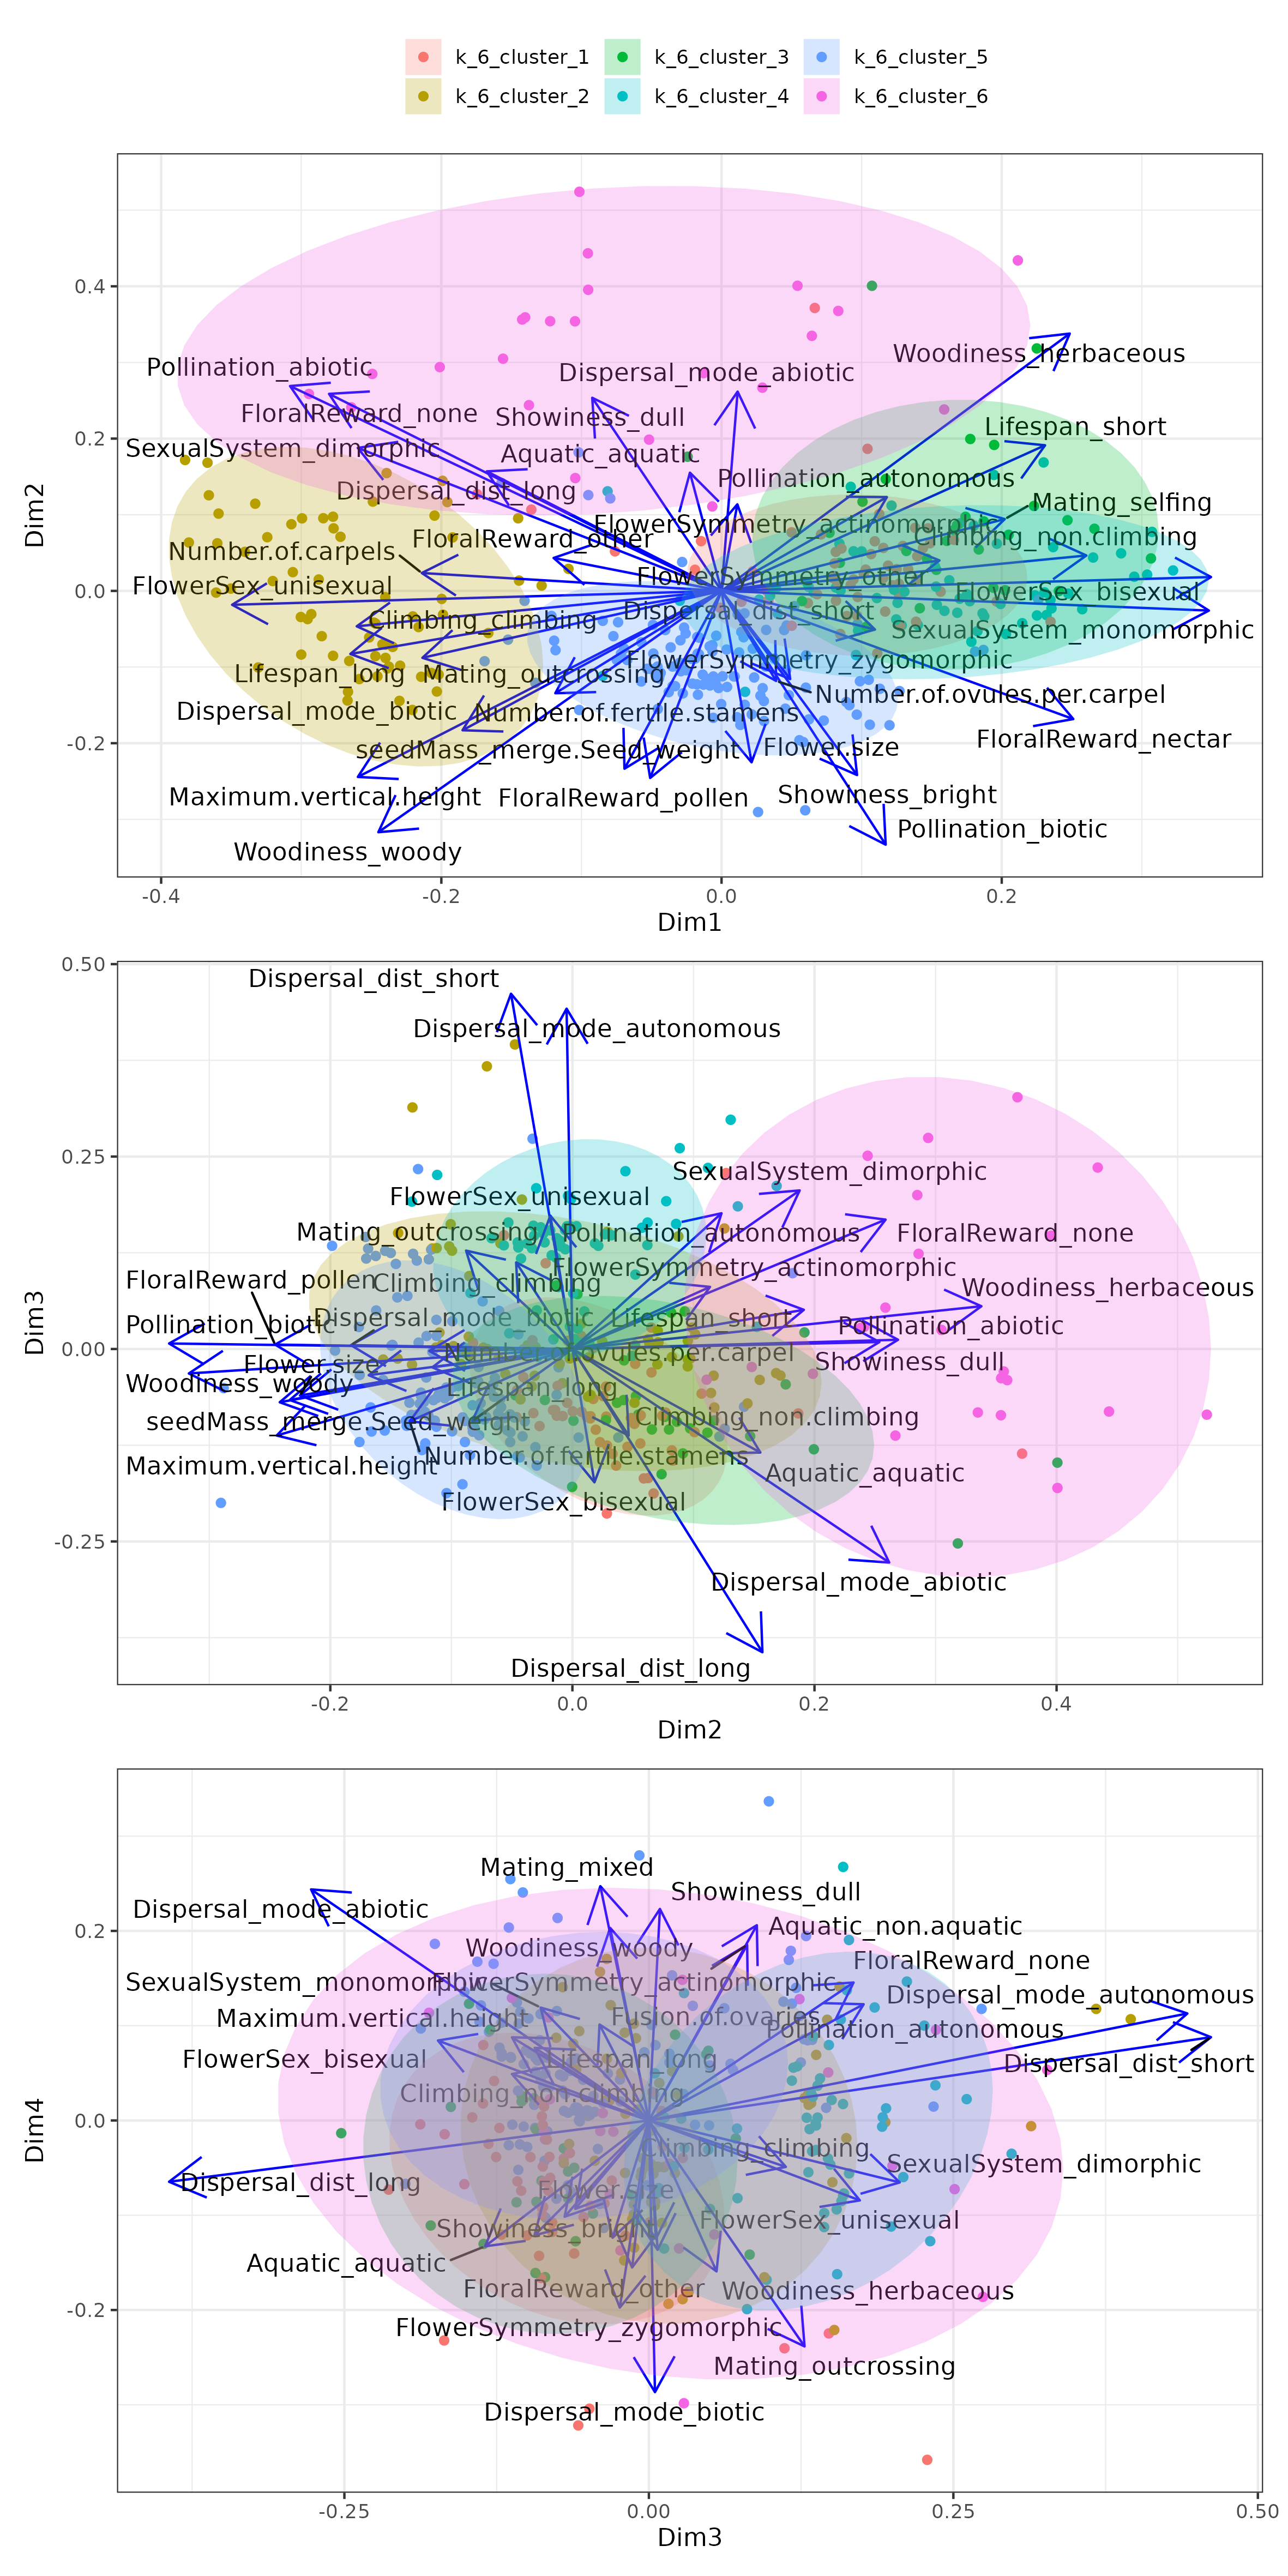 k_6_cluster_1 k_6_cluster_3 k_6_cluster_5
k_6_cluster_2 k_6_cluster_4 k_6_cluster_6
Dim2
0.4
0.2
0.0
-0.2
Woodiness_herbaceous
Pollination_abiotic
Dispersal_mode_abiotic
FloralReward_none
Showiness_dull
Lifespan_short
SexualSystem_dimorphic
Aquatic_aquatic
Pollination_autonomous
Dispersal_dist_long
Mating_selfing
FlowerSymmetry_actinomorphic
Climbing_non.climbing
FloralReward_other
Number.of.carpels
FlowerSymmetry_other
FlowerSex_unisexual
FlowerSex_bisexual
Dispersal_dist_short
Climbing_climbing
SexualSystem_monomorphic
FlowerSymmetry_zygomorphic
Lifespan_long
Mating_outcrossing
Number.of.ovules.per.carpel
Dispersal_mode_biotic
Number.of.fertile.stamens
FloralReward_nectar
seedMass_merge.Seed_weight
Flower.size
Maximum.vertical.height
FloralReward_pollen
Showiness_bright
Pollination_biotic
Woodiness_woody
-0.4 -0.2 0.0 0.2
Dim1
Dim3
0.50
0.25
0.00
-0.25
Dispersal_dist_short
Dispersal_mode_autonomous
SexualSystem_dimorphic
FlowerSex_unisexual
Mating_outcrossing
Pollination_autonomous
FloralReward_none
FlowerSymmetry_actinomorphic
FloralReward_pollen
Climbing_climbing
Woodiness_herbaceous
Dispersal_mode_biotic
Lifespan_short
Pollination_biotic
Pollination_abiotic
Number.of.ovules.per.carpel
Flower.size
Showiness_dull
Woodiness_woody
Lifespan_long
seedMass_merge.Seed_weight
Climbing_non.climbing
Number.of.fertile.stamens
Maximum.vertical.height
Aquatic_aquatic
FlowerSex_bisexual
Dispersal_mode_abiotic
Dispersal_dist_long
-0.2 0.0 0.2 0.4
Dim2
Dim4
0.2
0.0
-0.2
Mating_mixed
Showiness_dull
Dispersal_mode_abiotic
Aquatic_non.aquatic
Woodiness_woody
FloralReward_none
SexualSystem_monomorphic
FlowerSymmetry_actinomorphic
Dispersal_mode_autonomous
Maximum.vertical.height
Fusion.of.ovaries
Pollination_autonomous
FlowerSex_bisexual
Lifespan_long
Dispersal_dist_short
Climbing_non.climbing
Climbing_climbing
SexualSystem_dimorphic
Dispersal_dist_long
Flower.size
FlowerSex_unisexual
Showiness_bright
Aquatic_aquatic
FloralReward_other
Woodiness_herbaceous
FlowerSymmetry_zygomorphic
Mating_outcrossing
Dispersal_mode_biotic
-0.25 0.00 0.25 0.50
Dim3